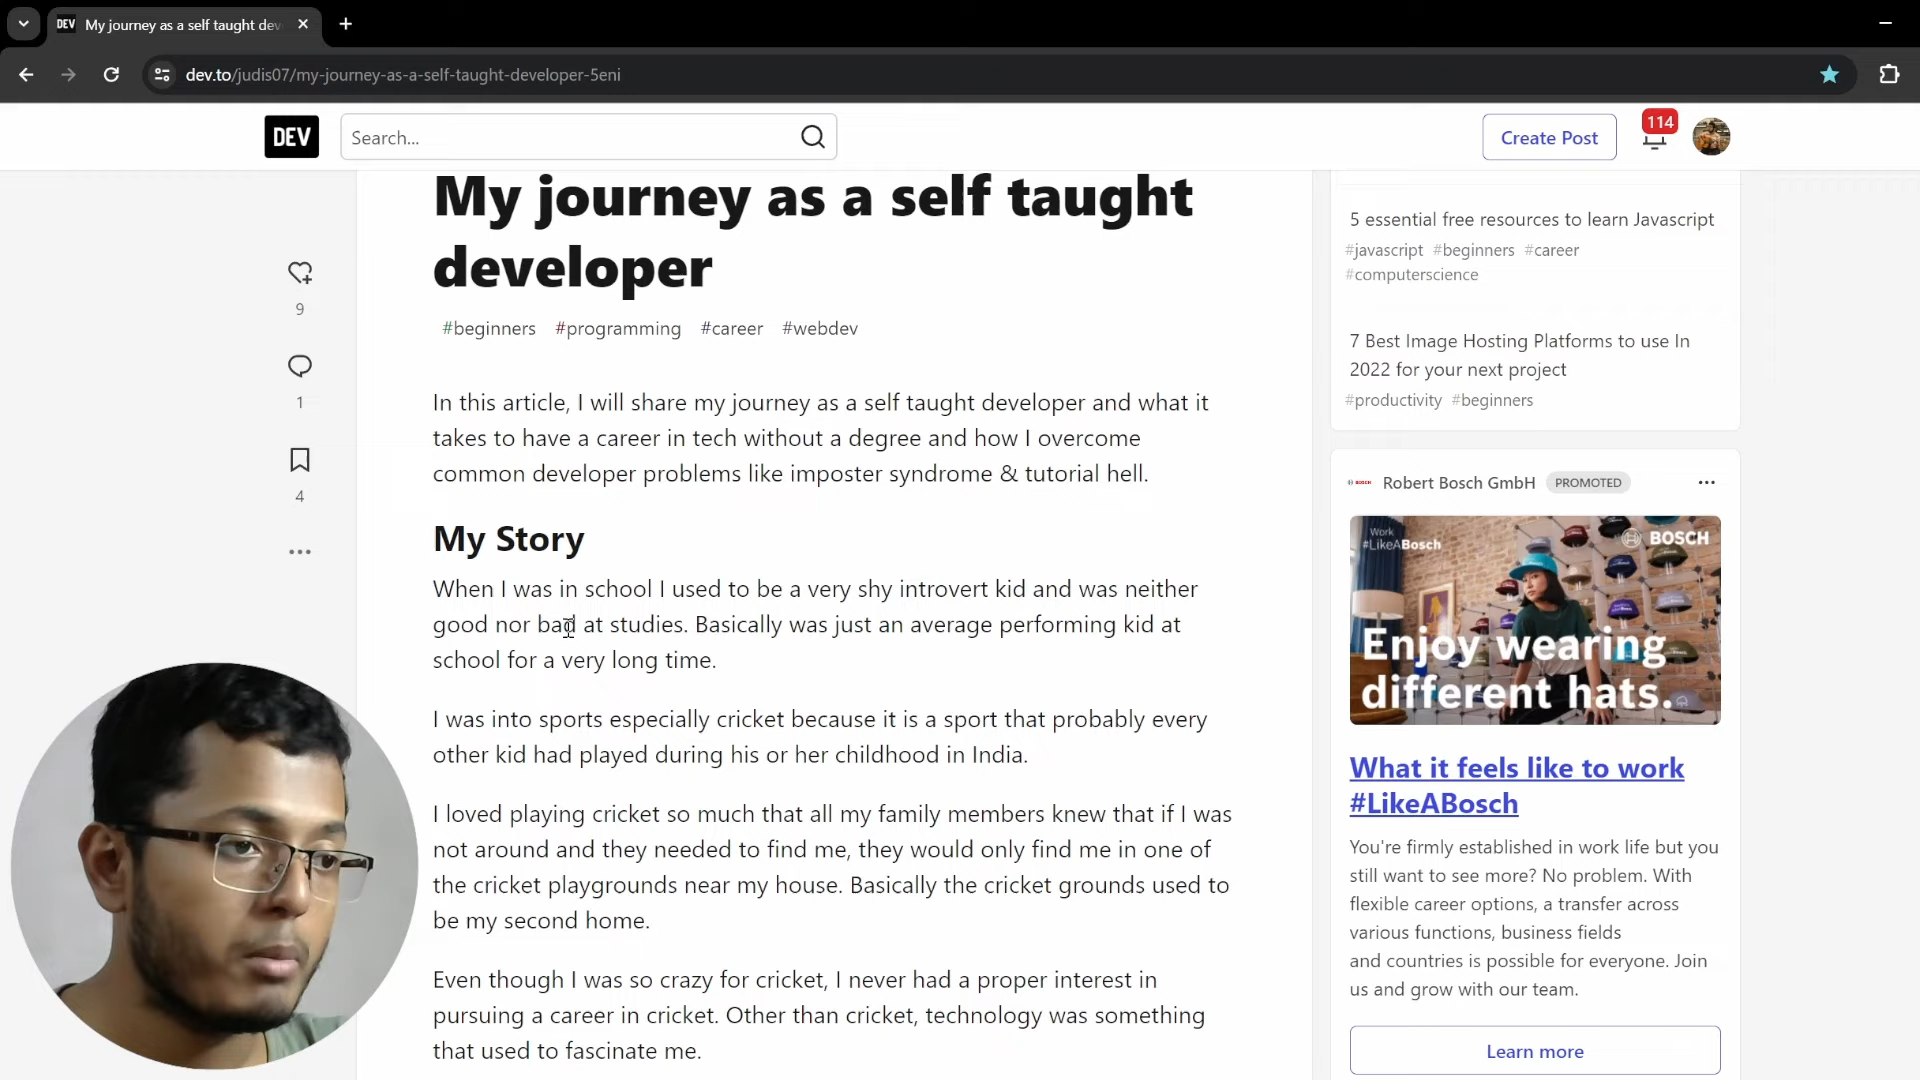 DEV My journey as a self taught dev
dev.to/judis07/my-journey-as-a-self-taught-developer-5eni
DEV Search... Create Post 114
My journey as a self taught
developer
#beginners #programming #career #webdev
In this article, I will share my journey as a self taught developer and what it
takes to have a career in tech without a degree and how I overcome
common developer problems like imposter syndrome & tutorial hell.
My Story
When I was in school I used to be a very shy introvert kid and was neither
good nor bad at studies. Basically was just an average performing kid at
school for a very long time.
I was into sports especially cricket because it is a sport that probably every
other kid had played during his or her childhood in India.
I loved playing cricket so much that all my family members knew that if I was
not around and they needed to find me, they would only find me in one of
the cricket playgrounds near my house. Basically the cricket grounds used to
be my second home.
Even though I was so crazy for cricket, I never had a proper interest in
pursuing a career in cricket. Other than cricket, technology was something
that used to fascinate me.
9
1
4
5 essential free resources to learn Javascript
#javascript #beginners #career
#computerscience
7 Best Image Hosting Platforms to use In
2022 for your next project
#productivity #beginners
BOSCH Robert Bosch GmbH PROMOTED
Work
#LikeABosch
BOSCH
Enjoy wearing
different hats.
What it feels like to work
#LikeABosch
You're firmly established in work life but you
still want to see more? No problem. With
flexible career options, a transfer across
various functions, business fields
and countries is possible for everyone. Join
us and grow with our team.
Learn more